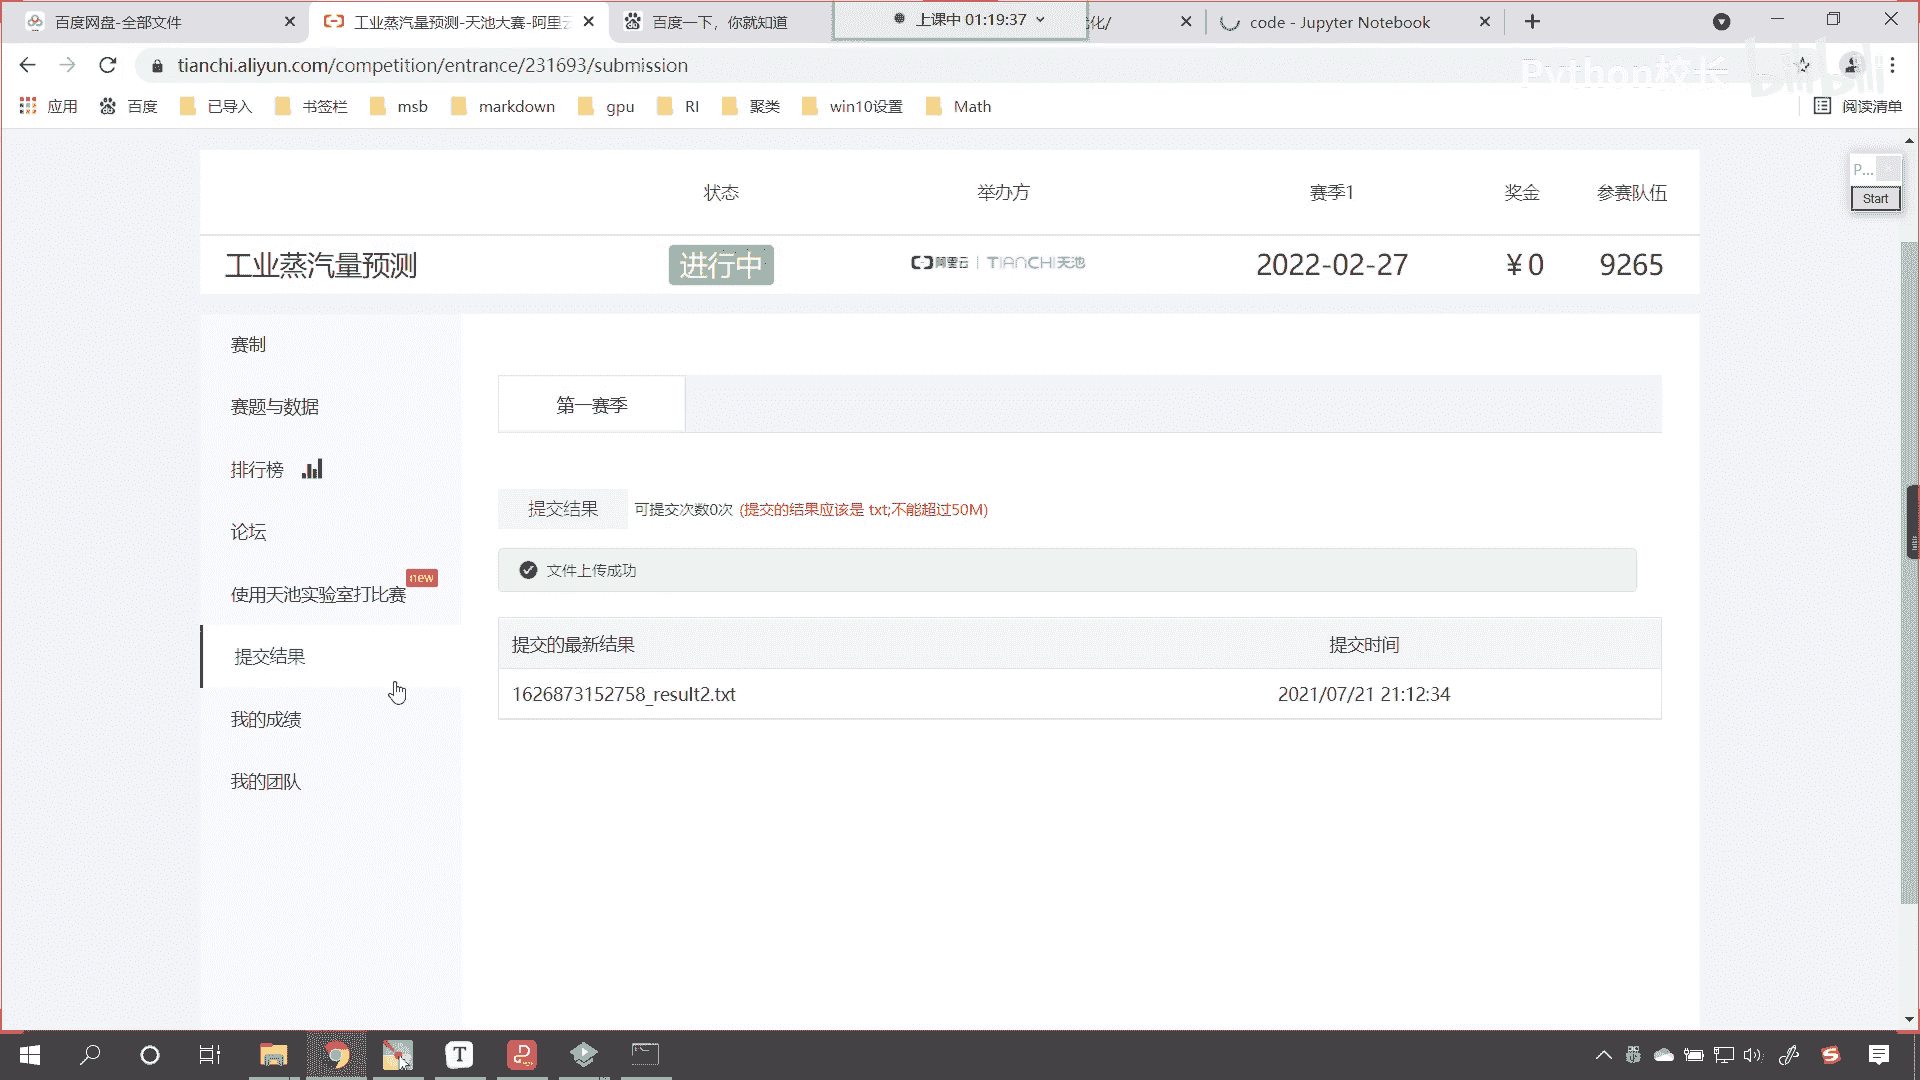 百度网盘-全部文件
工业蒸汽量预测-天池大赛-阿里云
百度一下，你就知道
上课中 01:19:37
化/
code - Jupyter Notebook
tianchi.aliyun.com/competition/entrance/231693/submission
Python校长 bilibili
应用 百度 已导入 书签栏 msb markdown gpu RI 聚类 win10设置 Math 阅读清单
P...
Start
状态 举办方 赛季1 奖金 参赛队伍
工业蒸汽量预测 进行中 阿里云 | TIANCHI天池 2022-02-27 ￥0 9265
赛制
赛题与数据
排行榜
论坛
使用天池实验室打比赛 new
提交结果
我的成绩
我的团队
第一赛季
提交结果 可提交次数0次 (提交的结果应该是 txt;不能超过50M)
文件上传成功
提交的最新结果 提交时间
1626873152758_result2.txt 2021/07/21 21:12:34